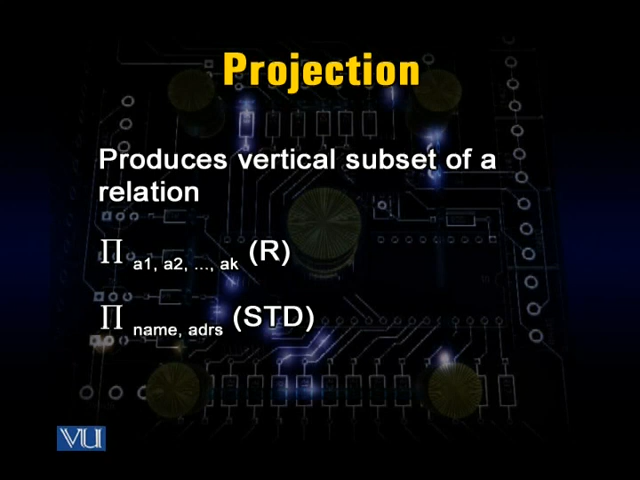 Projection
Produces vertical subset of a
relation
∏ a1, a2, ..., ak (R)
∏ name, adrs (STD)
VU